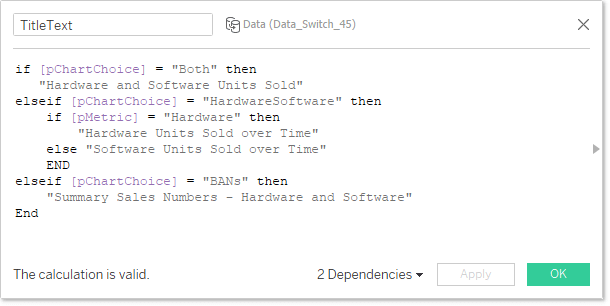 TitleText Data (Data_Switch_45)
if [pChartChoice] = "Both" then
"Hardware and Software Units Sold"
elseif [pChartChoice] = "HardwareSoftware" then
if [pMetric] = "Hardware" then
"Hardware Units Sold over Time"
else "Software Units Sold over Time"
END
elseif [pChartChoice] = "BANs" then
"Summary Sales Numbers - Hardware and Software"
End
The calculation is valid. 2 Dependencies Apply OK